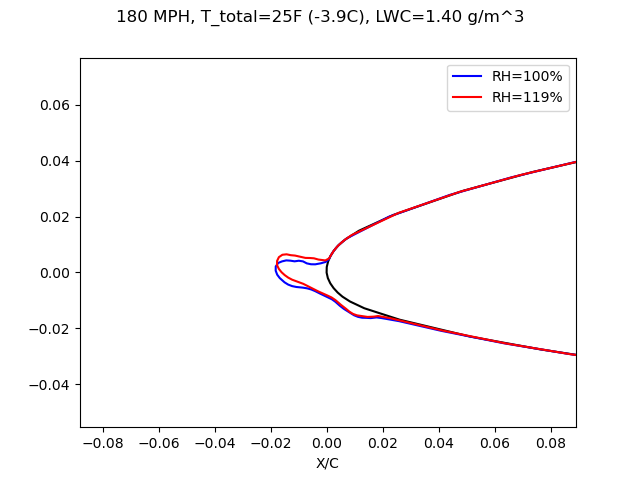 180 MPH, T_total=25F (-3.9C), LWC=1.40 g/m^3
RH=100%
RH=119%
0.06
0.04
0.02
0.00
−0.02
−0.04
−0.08 −0.06 −0.04 −0.02 0.00 0.02 0.04 0.06 0.08
X/C